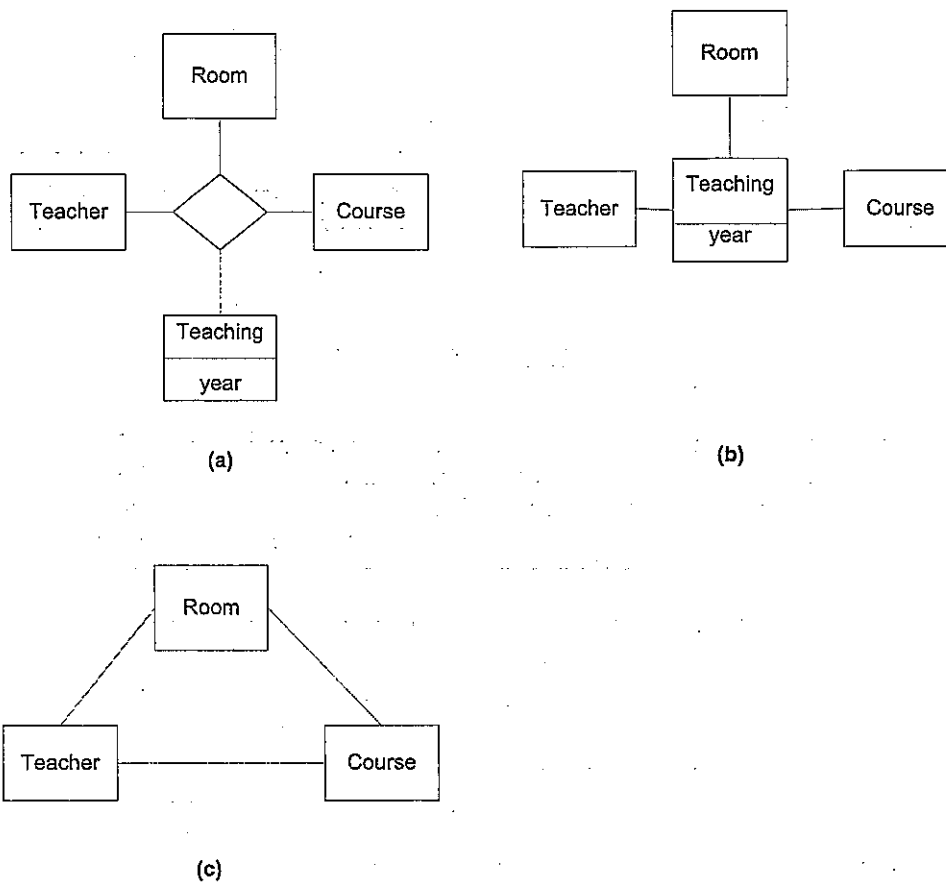 Room
Teacher
Course
Teaching
year
(a)
Room
Teacher
Teaching
year
Course
(b)
Room
Teacher
Course
(c)